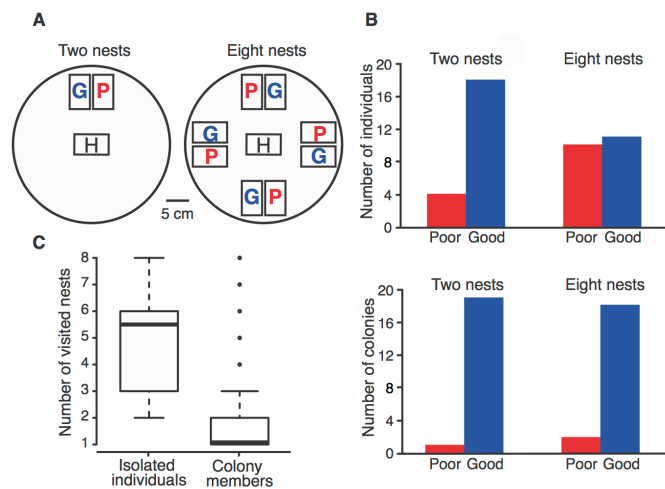 A
Two nests
Eight nests
G P
P G
H
G
P
H
P
G
G P
5 cm
B
Number of individuals
20
16
12
8
4
0
Two nests
Eight nests
Poor Good
Poor Good
C
Number of visited nests
8
7
6
5
4
3
2
1
Isolated
individuals
Colony
members
Number of colonies
20
16
12
8
4
0
Two nests
Eight nests
Poor Good
Poor Good